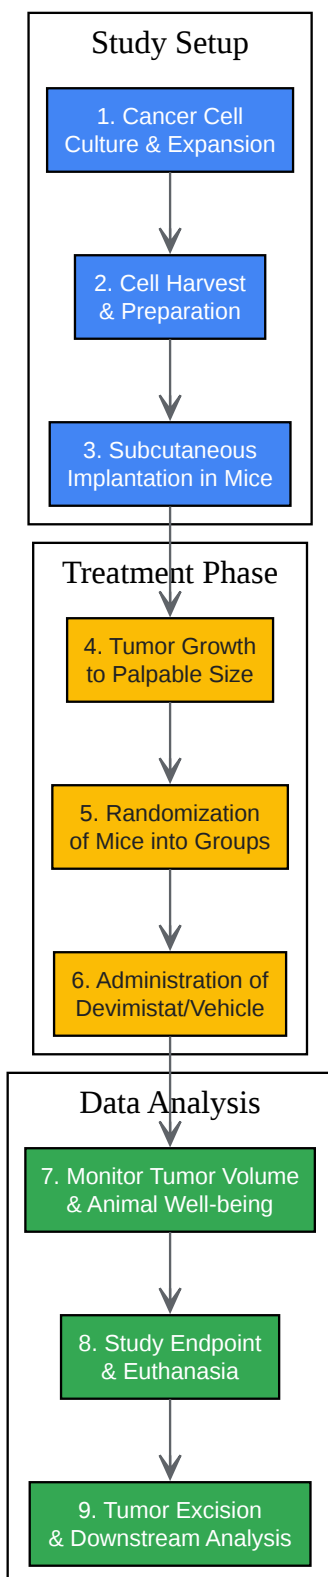 Study Setup
1. Cancer Cell
Culture & Expansion
2. Cell Harvest
& Preparation
3. Subcutaneous
Implantation in Mice
Treatment Phase
4. Tumor Growth
to Palpable Size
5. Randomization
of Mice into Groups
6. Administration of
Devimistat/Vehicle
Data Analysis
7. Monitor Tumor Volume
& Animal Well-being
8. Study Endpoint
& Euthanasia
9. Tumor Excision
& Downstream Analysis